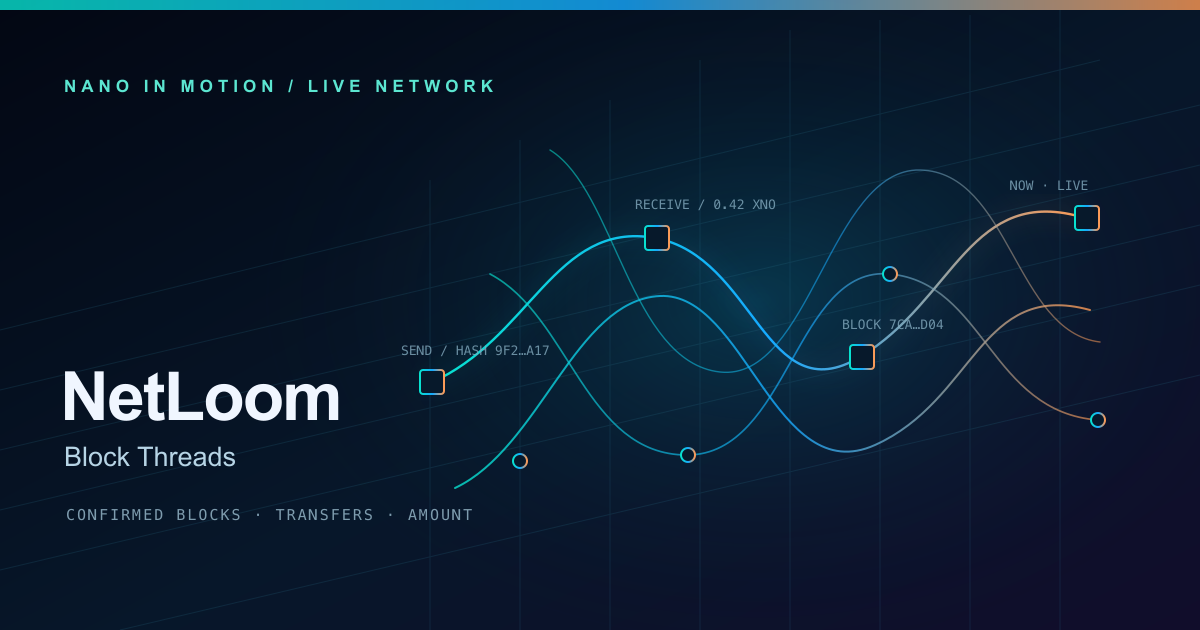 NANO IN MOTION / LIVE NETWORK
NOW · LIVE
RECEIVE / 0.42 XNO
BLOCK 7CA…D04
SEND / HASH 9F2…A17
NetLoom
Block Threads
CONFIRMED BLOCKS · TRANSFERS · AMOUNT